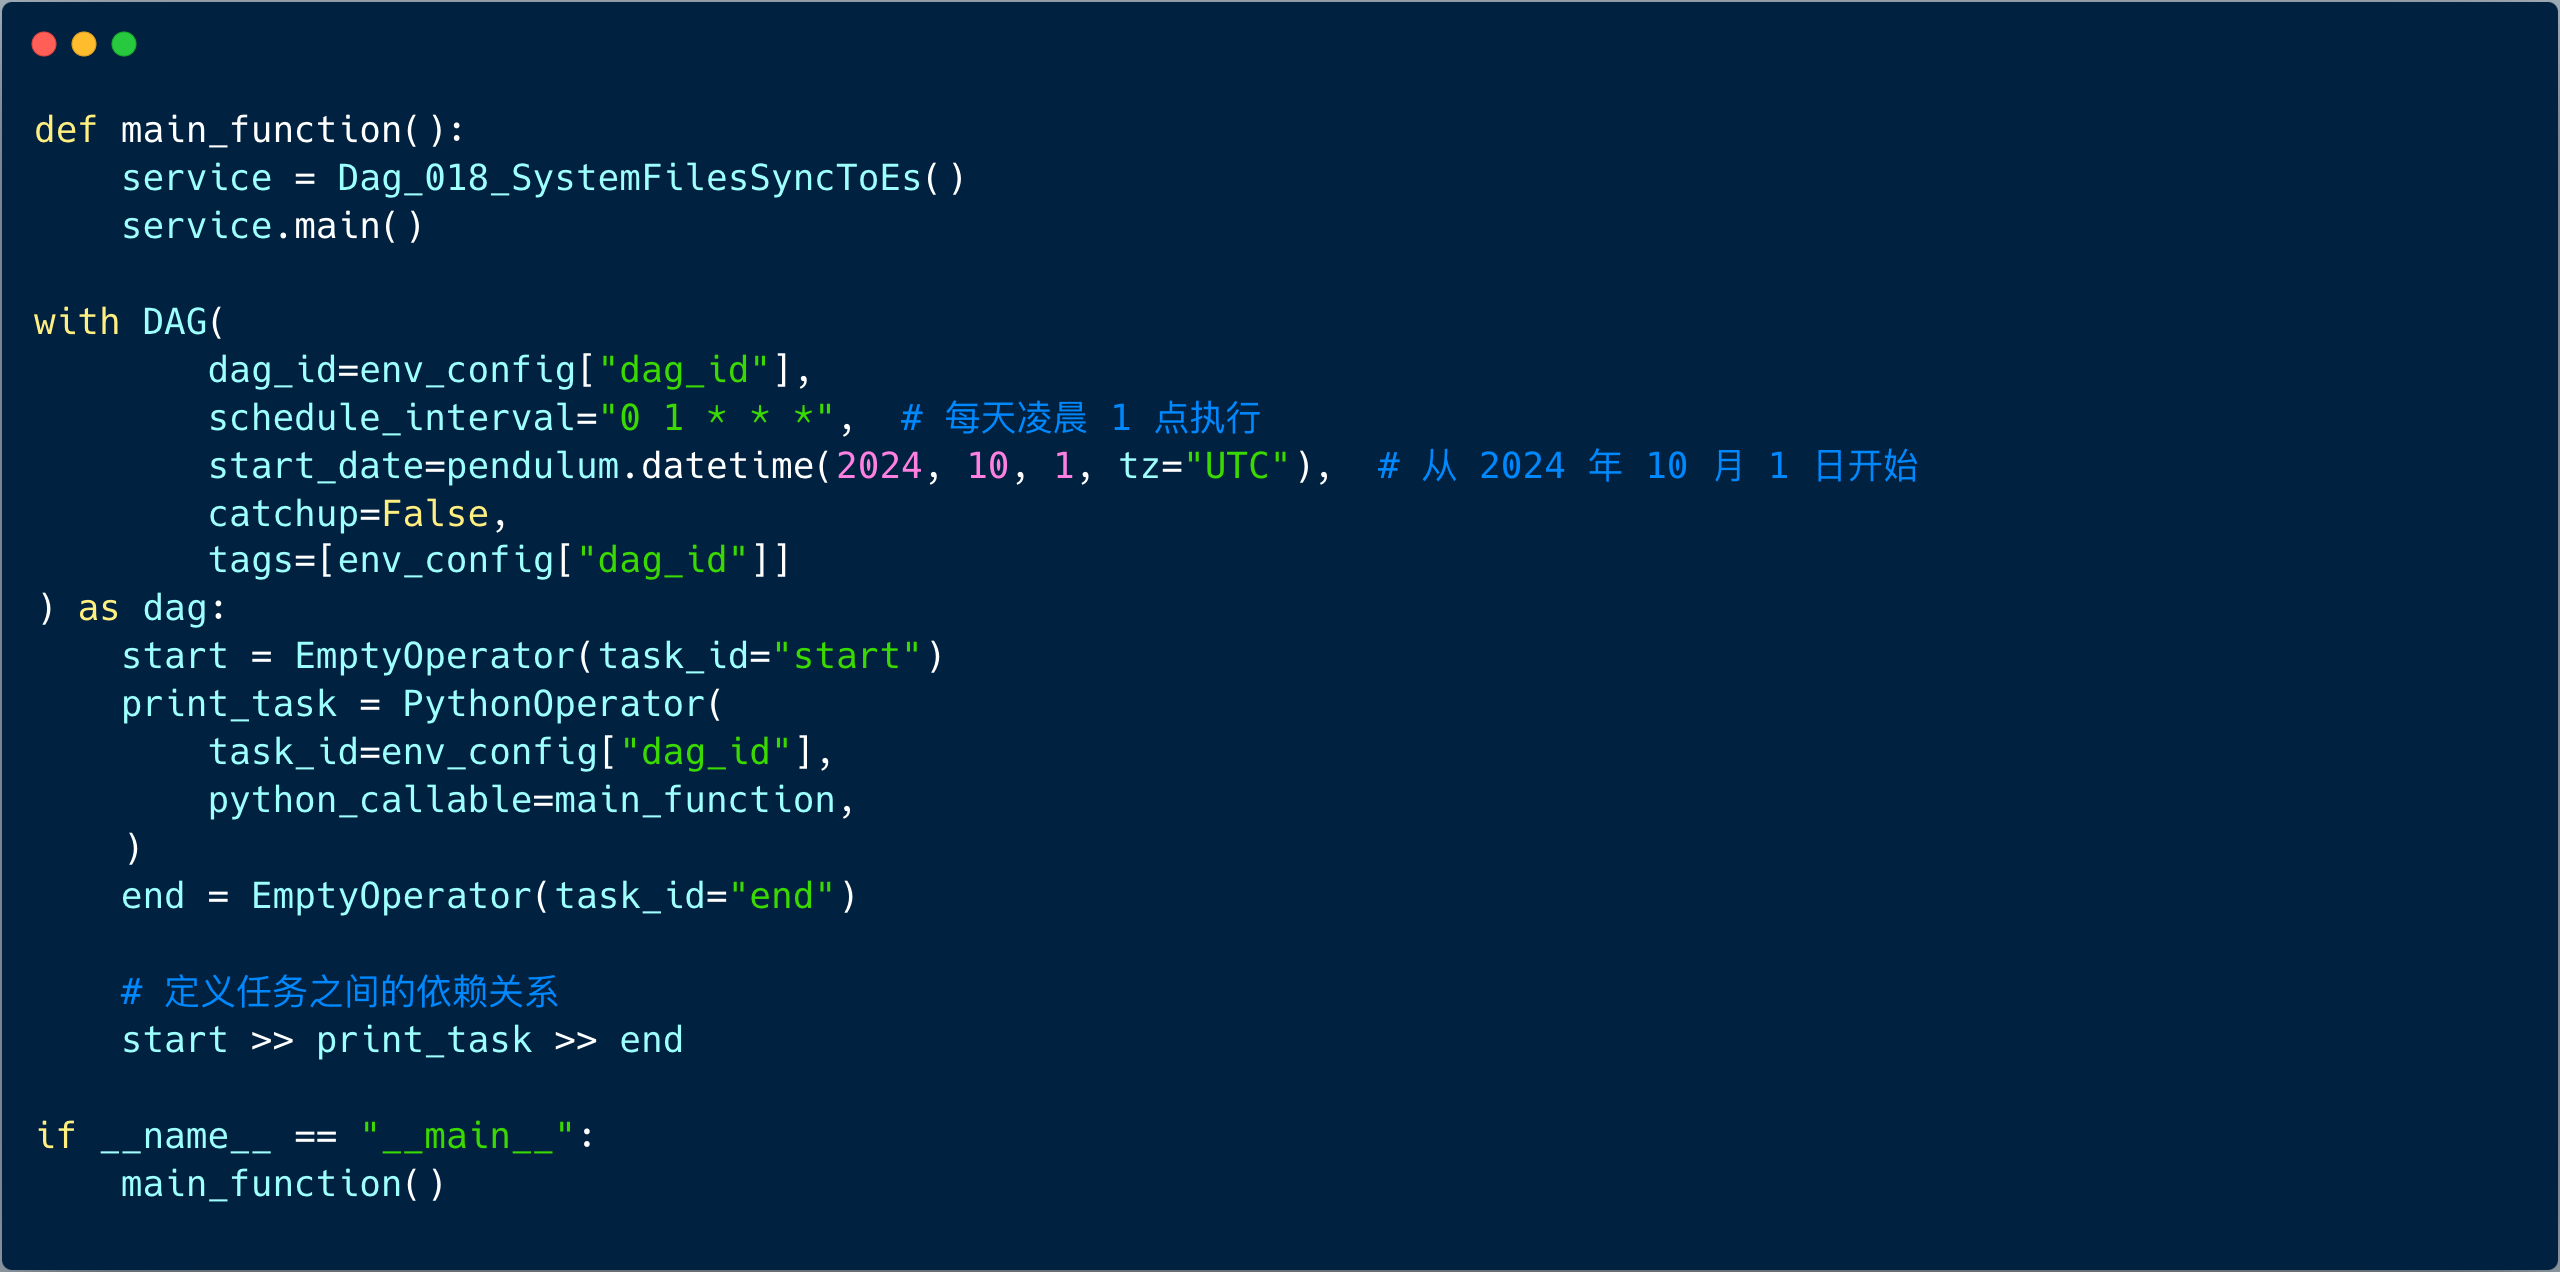 def main_function():
    service = Dag_018_SystemFilesSyncToEs()
    service.main()

with DAG(
        dag_id=env_config["dag_id"],
        schedule_interval="0 1 * * *",  # 每天凌晨 1 点执行
        start_date=pendulum.datetime(2024, 10, 1, tz="UTC"),  # 从 2024 年 10 月 1 日开始
        catchup=False,
        tags=[env_config["dag_id"]]
) as dag:
    start = EmptyOperator(task_id="start")
    print_task = PythonOperator(
        task_id=env_config["dag_id"],
        python_callable=main_function,
    )
    end = EmptyOperator(task_id="end")

    # 定义任务之间的依赖关系
    start >> print_task >> end

if __name__ == "__main__":
    main_function()